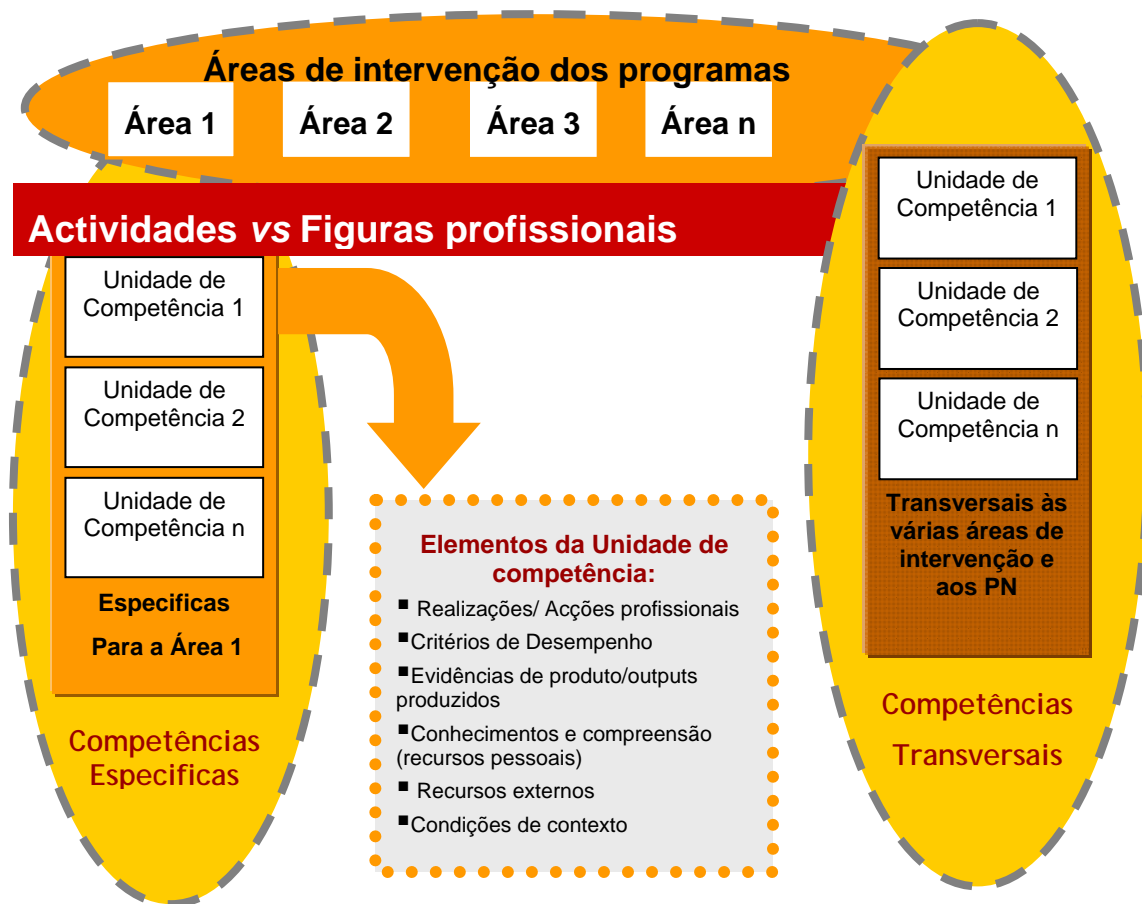 Áreas de intervenção dos programas
Área 1
Área 2
Área 3
Área n
Actividades vs Figuras profissionais
Unidade de
Competência 1
Unidade de
Competência 2
Unidade de
Competência n
Especificas
Para a Área 1
Competências
Especificas
Elementos da Unidade de
competência:
▪ Realizações/ Acções profissionais
▪Critérios de Desempenho
▪Evidências de produto/outputs
produzidos
▪Conhecimentos e compreensão
(recursos pessoais)
▪ Recursos externos
▪Condições de contexto
Unidade de
Competência 1
Unidade de
Competência 2
Unidade de
Competência n
Transversais às
várias áreas de
intervenção e
aos PN
Competências
Transversais